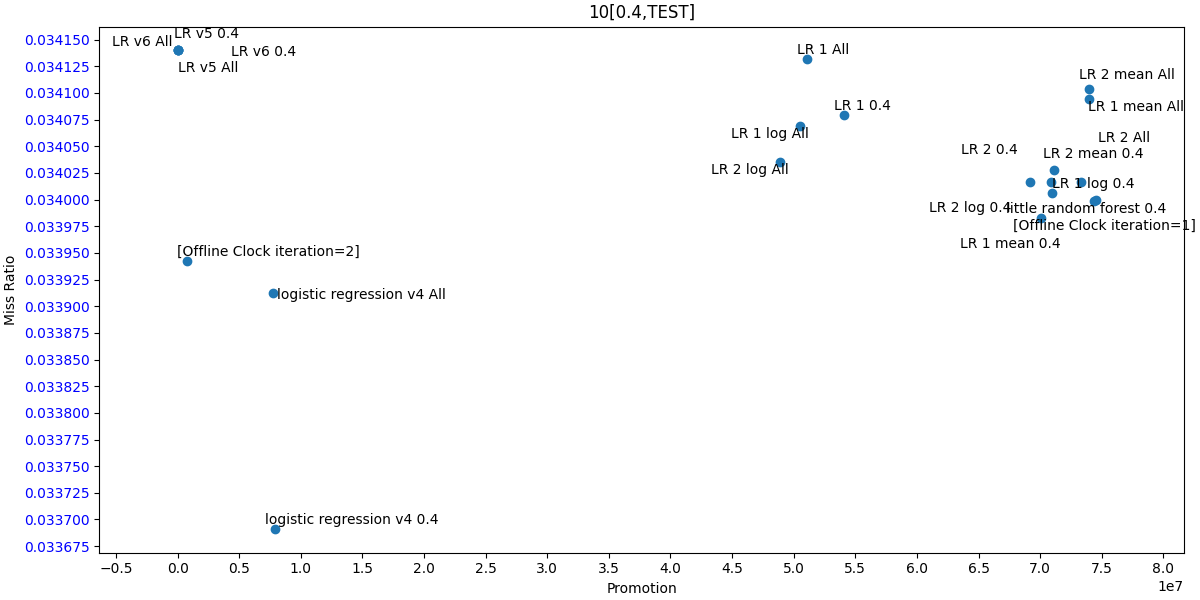 10[0.4,TEST]
LR v5 0.4
LR v6 All
LR v6 0.4
LR v5 All
LR 1 All
LR 2 mean All
LR 1 0.4
LR 1 mean All
LR 1 log All
LR 2 All
LR 2 0.4
LR 2 mean 0.4
LR 2 log All
LR 1 log 0.4
LR 2 log 0.4
little random forest 0.4
[Offline Clock iteration=1]
LR 1 mean 0.4
[Offline Clock iteration=2]
logistic regression v4 All
logistic regression v4 0.4
Miss Ratio
0.034150
0.034125
0.034100
0.034075
0.034050
0.034025
0.034000
0.033975
0.033950
0.033925
0.033900
0.033875
0.033850
0.033825
0.033800
0.033775
0.033750
0.033725
0.033700
0.033675
−0.5 0.0 0.5 1.0 1.5 2.0 2.5 3.0 3.5 4.0 4.5 5.0 5.5 6.0 6.5 7.0 7.5 8.0
1e7
Promotion